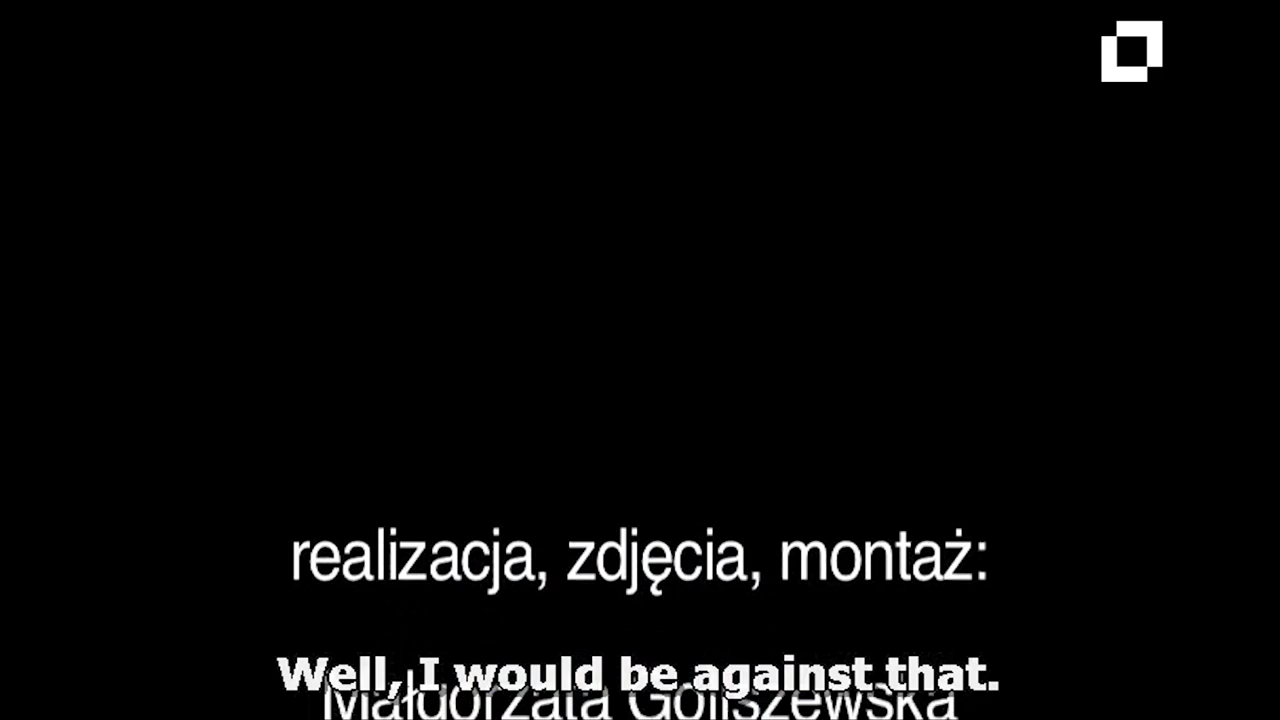 realizacja, zdjęcia, montaż:
Well, I would be against that.
Małgorzata Goliszewska